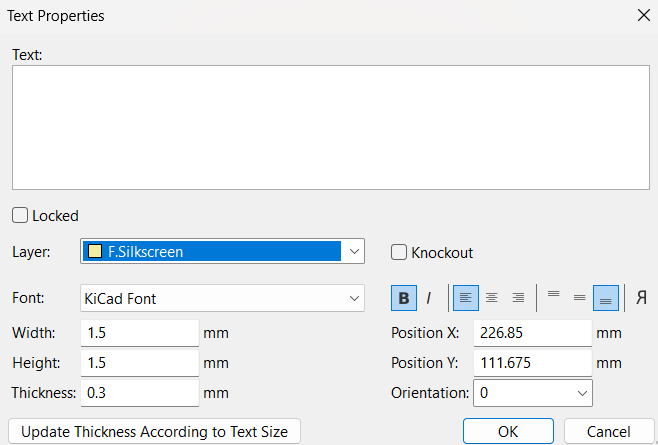 Text Properties
Text:
Locked
Layer: F.Silkscreen Knockout
Font: KiCad Font B I Я
Width: 1.5 mm Position X: 226.85 mm
Height: 1.5 mm Position Y: 111.675 mm
Thickness: 0.3 mm Orientation: 0
Update Thickness According to Text Size OK Cancel